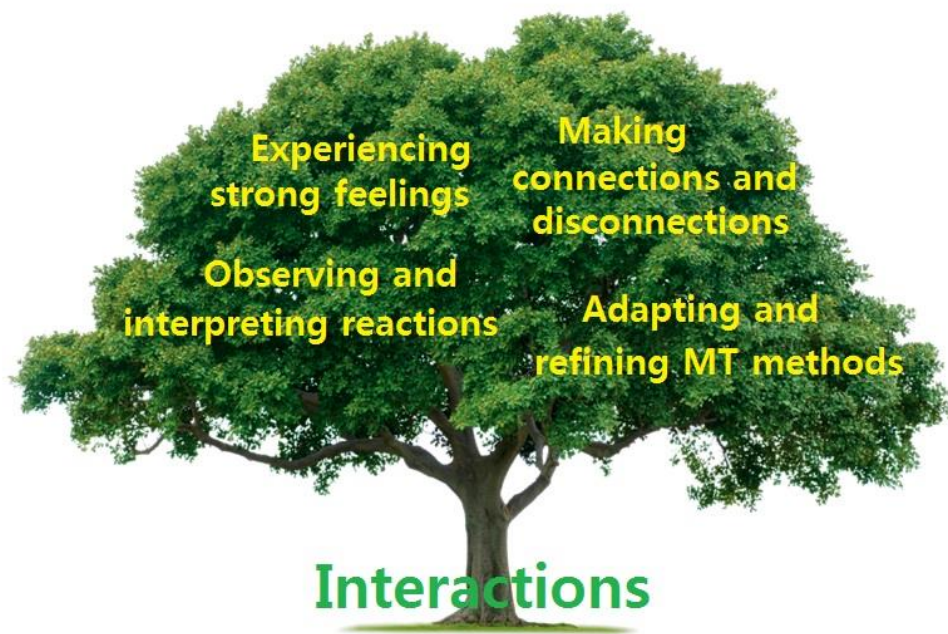 Experiencing
strong feelings
Making
connections and
disconnections
Observing and
interpreting reactions
Adapting and
refining MT methods
Interactions